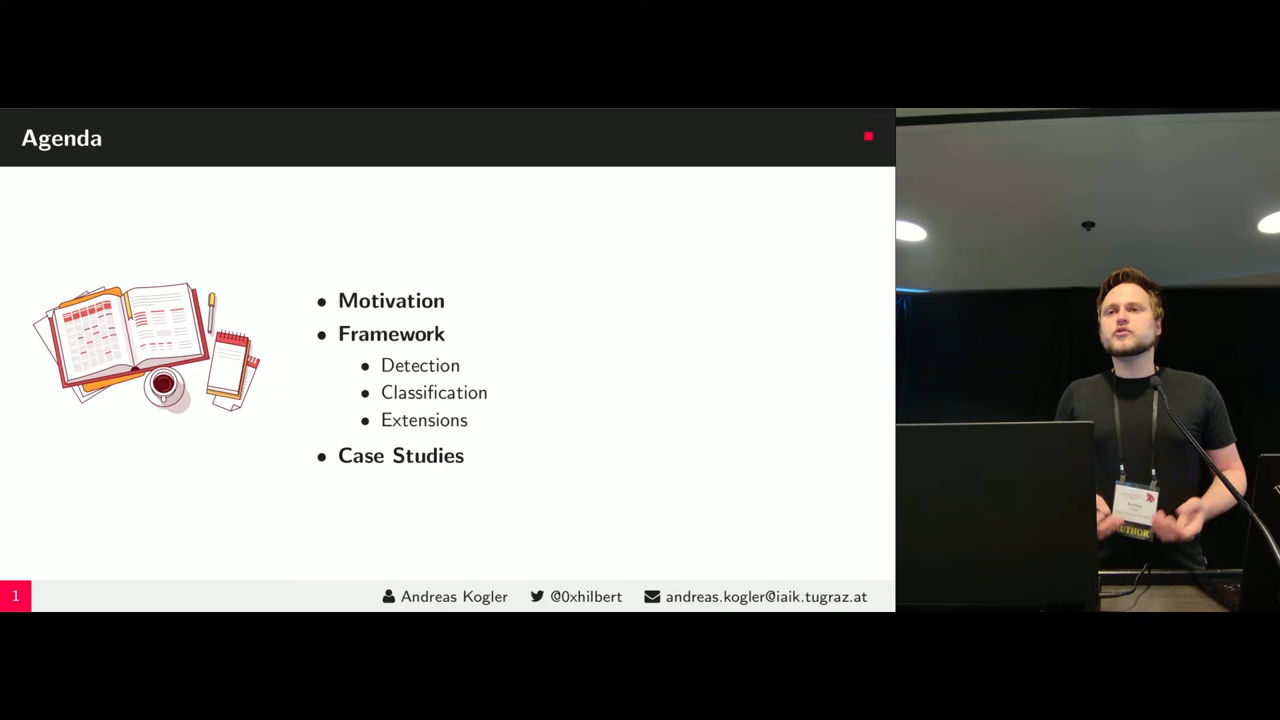 Agenda
• Motivation
• Framework
• Detection
• Classification
• Extensions
• Case Studies
1
Andreas Kogler
@0xhilbert
andreas.kogler@iaik.tugraz.at
AUTHOR